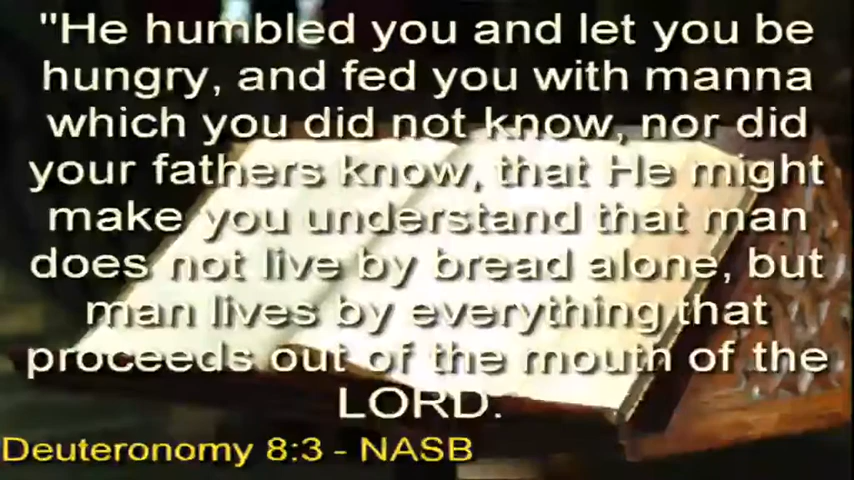 "He humbled you and let you be
hungry, and fed you with manna
which you did not know, nor did
your fathers know, that He might
make you understand that man
does not live by bread alone, but
man lives by everything that
proceeds out of the mouth of the
LORD.
Deuteronomy 8:3 - NASB